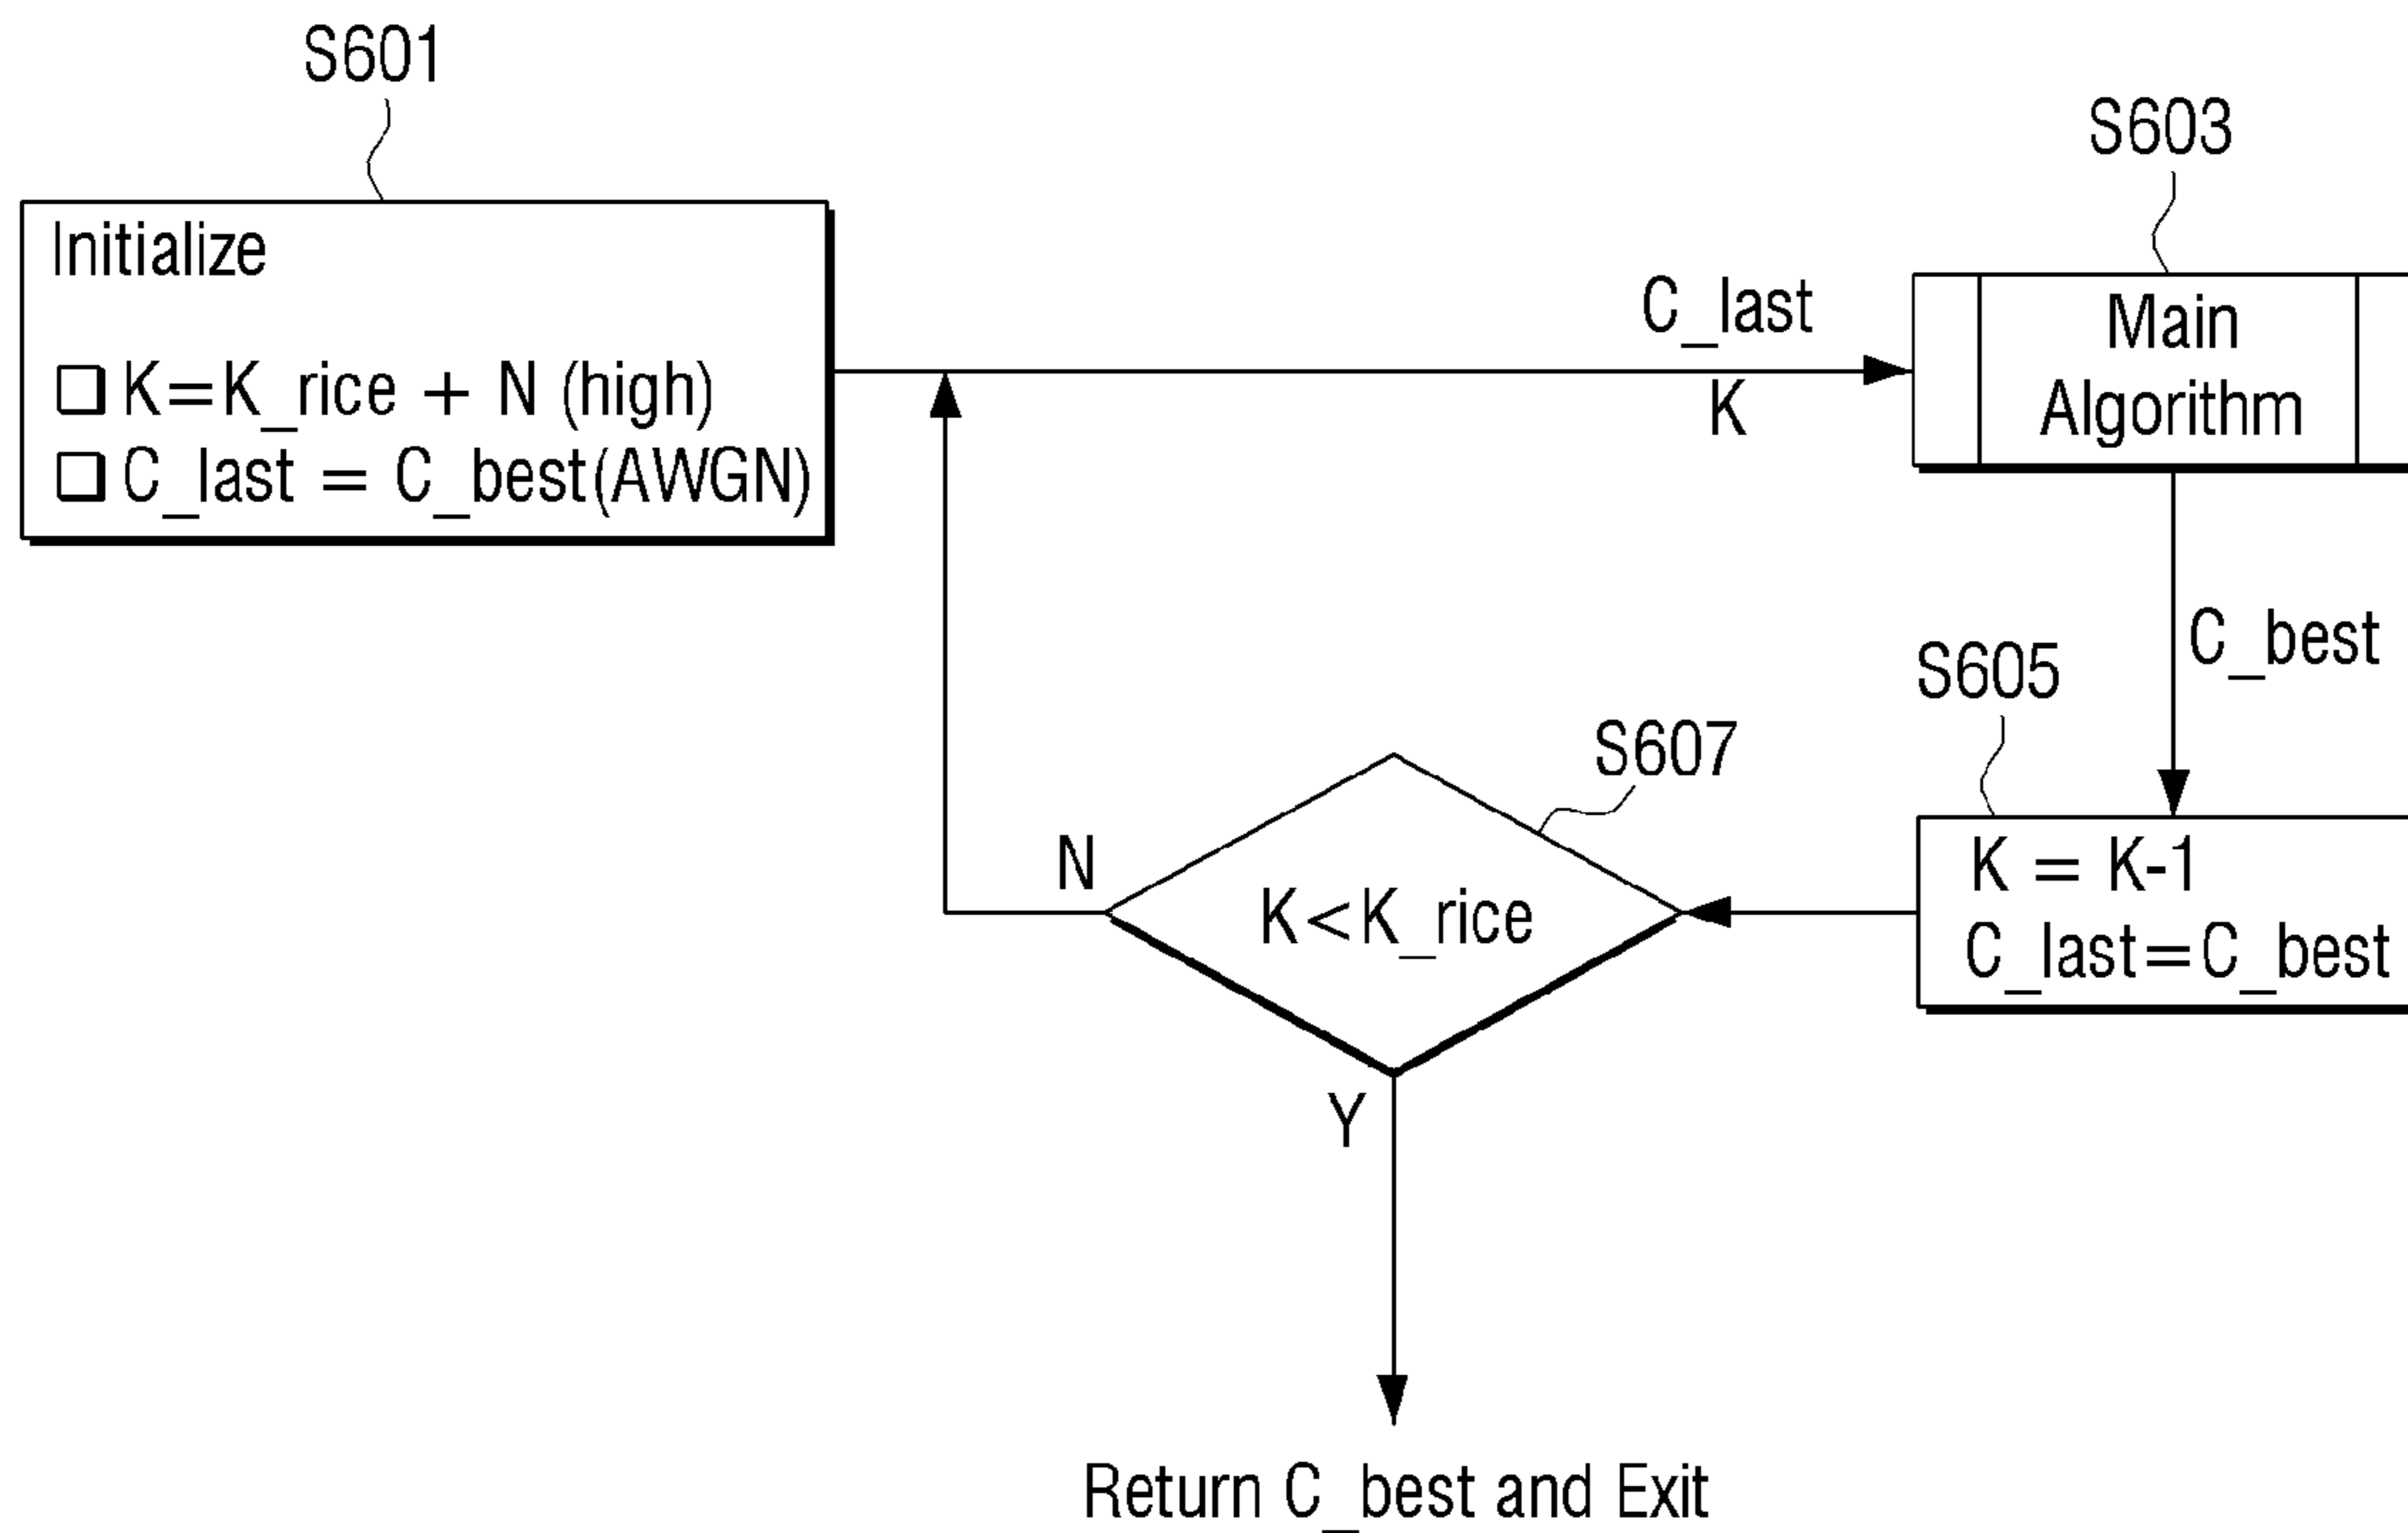 S601
Initialize
☐ K=K_rice + N (high)
☐ C_last = C_best(AWGN)
C_last
K
S603
Main
Algorithm
C_best
S605
K = K-1
C_last=C_best
S607
K<K_rice
N
Y
Return C_best and Exit